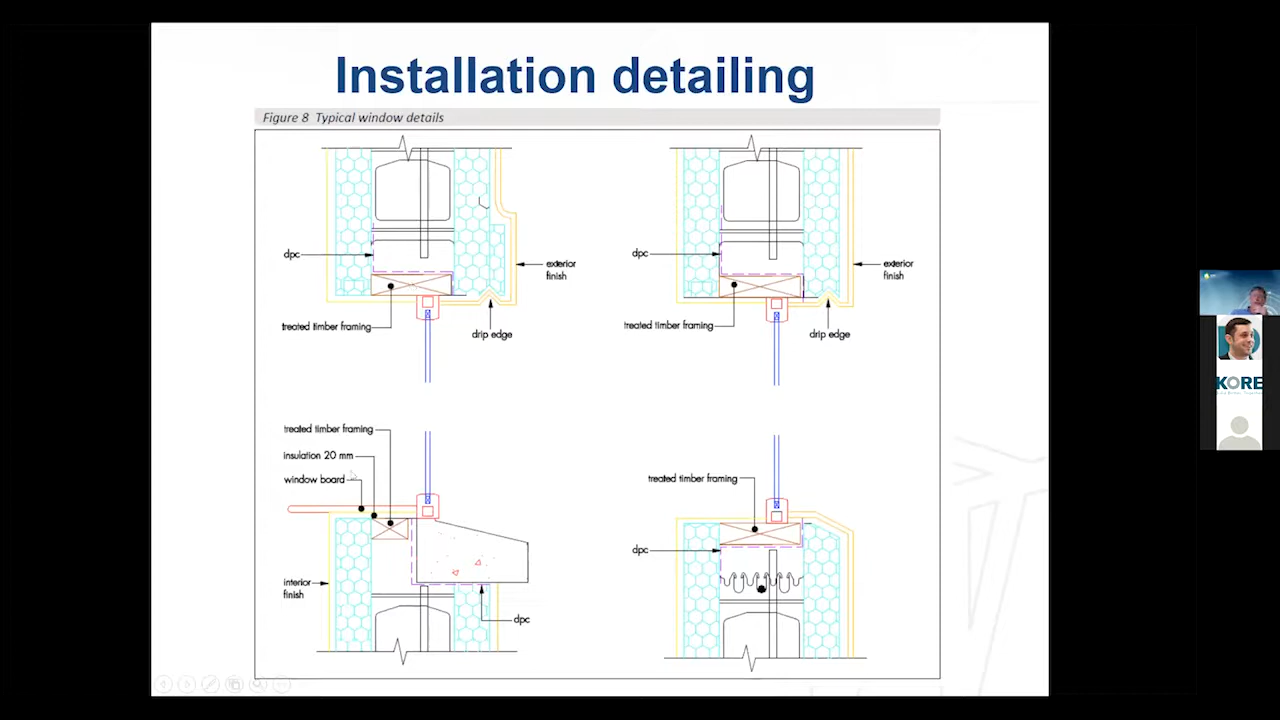 Installation detailing
Figure 8 Typical window details
dpc
exterior
finish
treated timber framing
drip edge
dpc
exterior
finish
treated timber framing
drip edge
treated timber framing
insulation 20 mm
window board
interior
finish
dpc
treated timber framing
dpc
KORE